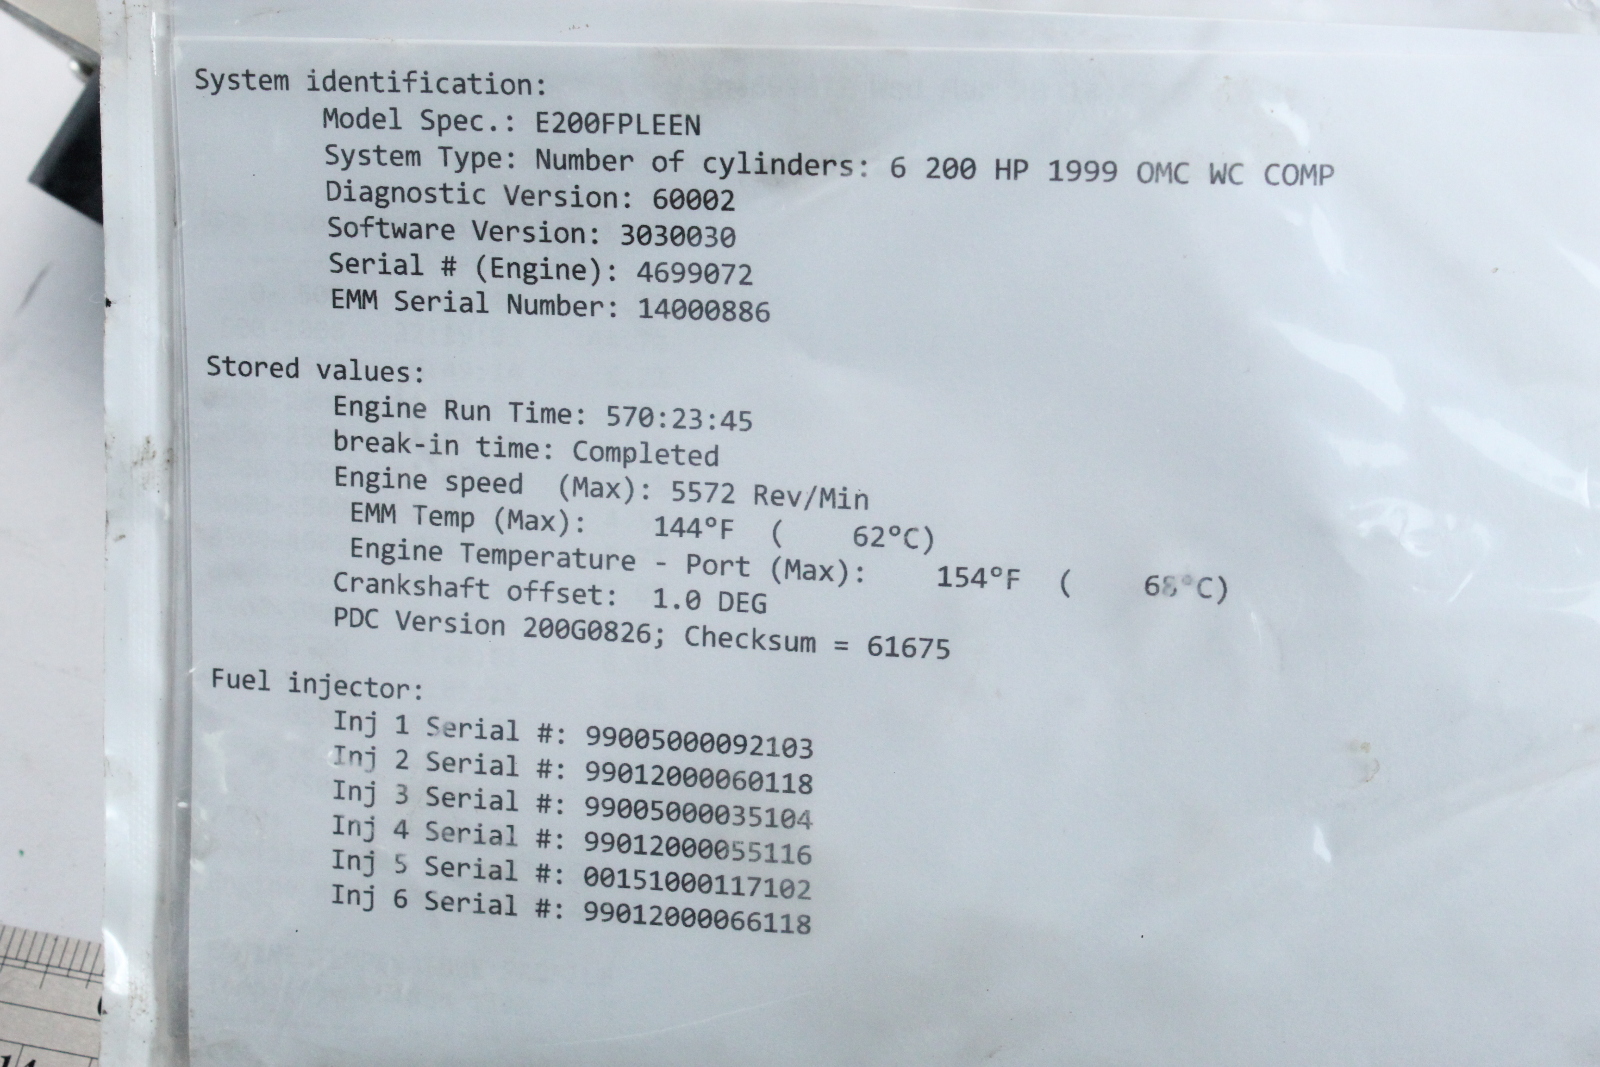 System identification:
Model Spec.: E200FPLEEN
System Type: Number of cylinders: 6 200 HP 1999 OMC WC COMP
Diagnostic Version: 60002
Software Version: 3030030
Serial # (Engine): 4699072
EMM Serial Number: 14000886
Stored values:
Engine Run Time: 570:23:45
break-in time: Completed
Engine speed (Max): 5572 Rev/Min
EMM Temp (Max): 144°F ( 62°C)
Engine Temperature - Port (Max): 154°F ( 68°C)
Crankshaft offset: 1.0 DEG
PDC Version 200G0826; Checksum = 61675
Fuel injector:
Inj 1 Serial #: 99005000092103
Inj 2 Serial #: 99012000060118
Inj 3 Serial #: 99005000035104
Inj 4 Serial #: 99012000055116
Inj 5 Serial #: 00151000117102
Inj 6 Serial #: 99012000066118